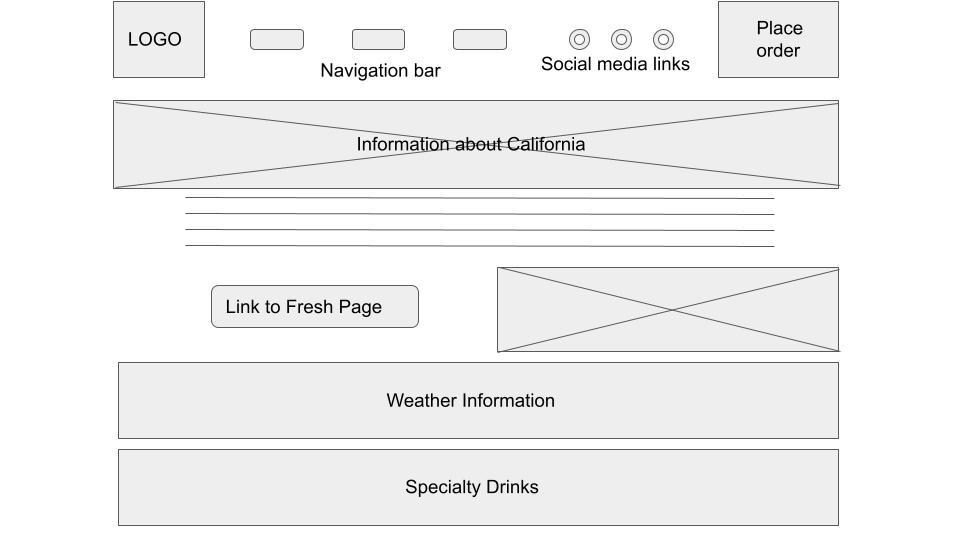 LOGO
Navigation bar
Social media links
Place
order
Information about California
Link to Fresh Page
Weather Information
Specialty Drinks